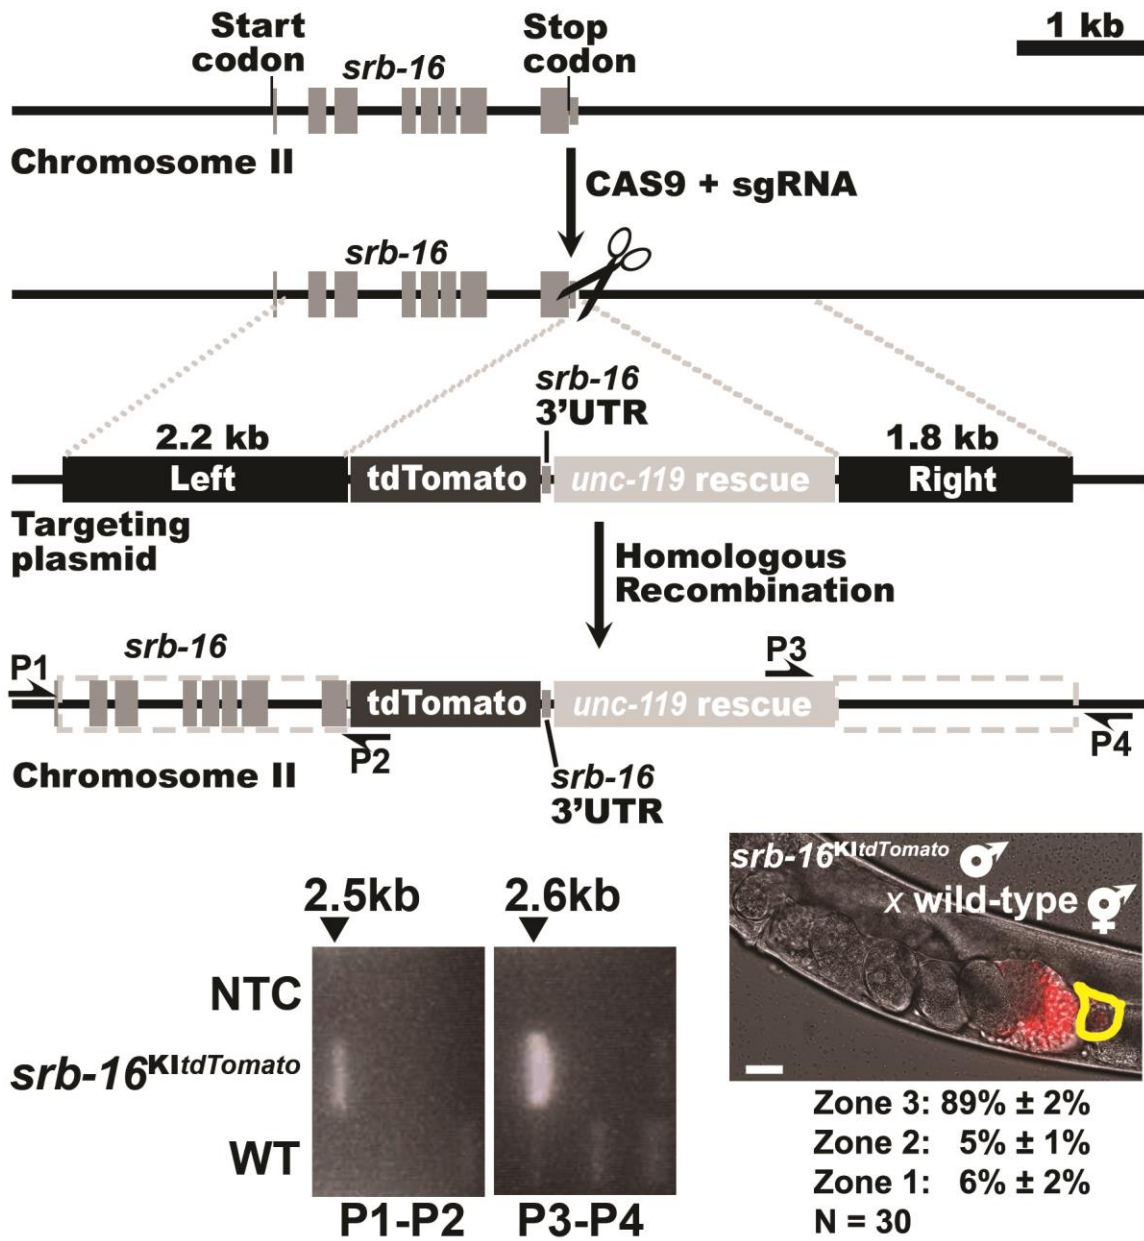 Start
codon
srb-16
Stop
codon
1 kb
Chromosome II
CAS9 + sgRNA
srb-16
srb-16
3'UTR
2.2 kb
1.8 kb
Left
tdTomato
unc-119 rescue
Right
Targeting
plasmid
Homologous
Recombination
P1
srb-16
P3
tdTomato
unc-119 rescue
P2
P4
Chromosome II
srb-16
3'UTR
2.5kb
2.6kb
NTC
srb-16KItdTomato
WT
P1-P2
P3-P4
srb-16KItdTomato ♂
x wild-type ⚥
Zone 3: 89% ± 2%
Zone 2: 5% ± 1%
Zone 1: 6% ± 2%
N = 30